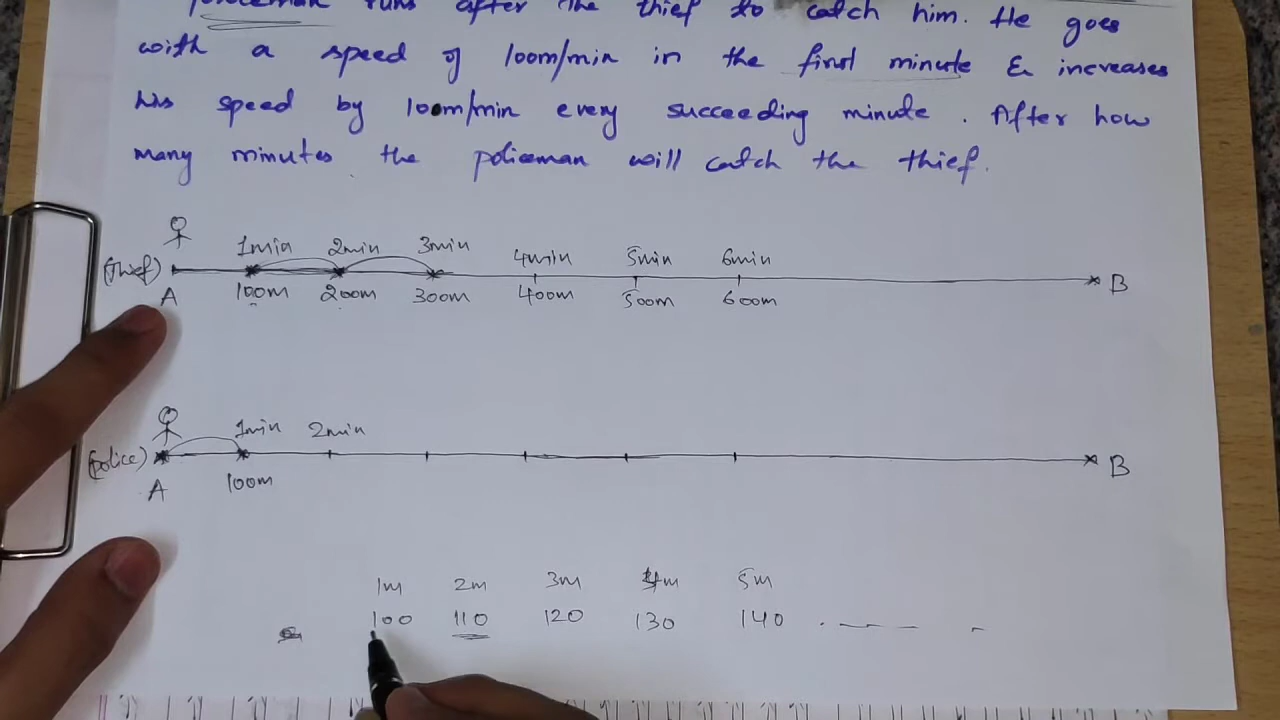 policeman runs after the thief to catch him. He goes
with a speed of 100m/min in the first minute & increases
his speed by 10m/min every succeeding minute. After how
many minutes the policeman will catch the thief.
1min 2min 3min 4min 5min 6min
(Thief)
A 100m 200m 300m 400m 500m 600m B
1min 2min
(police)
A 100m B
1m 2m 3m 4m 5m
100 110 120 130 140